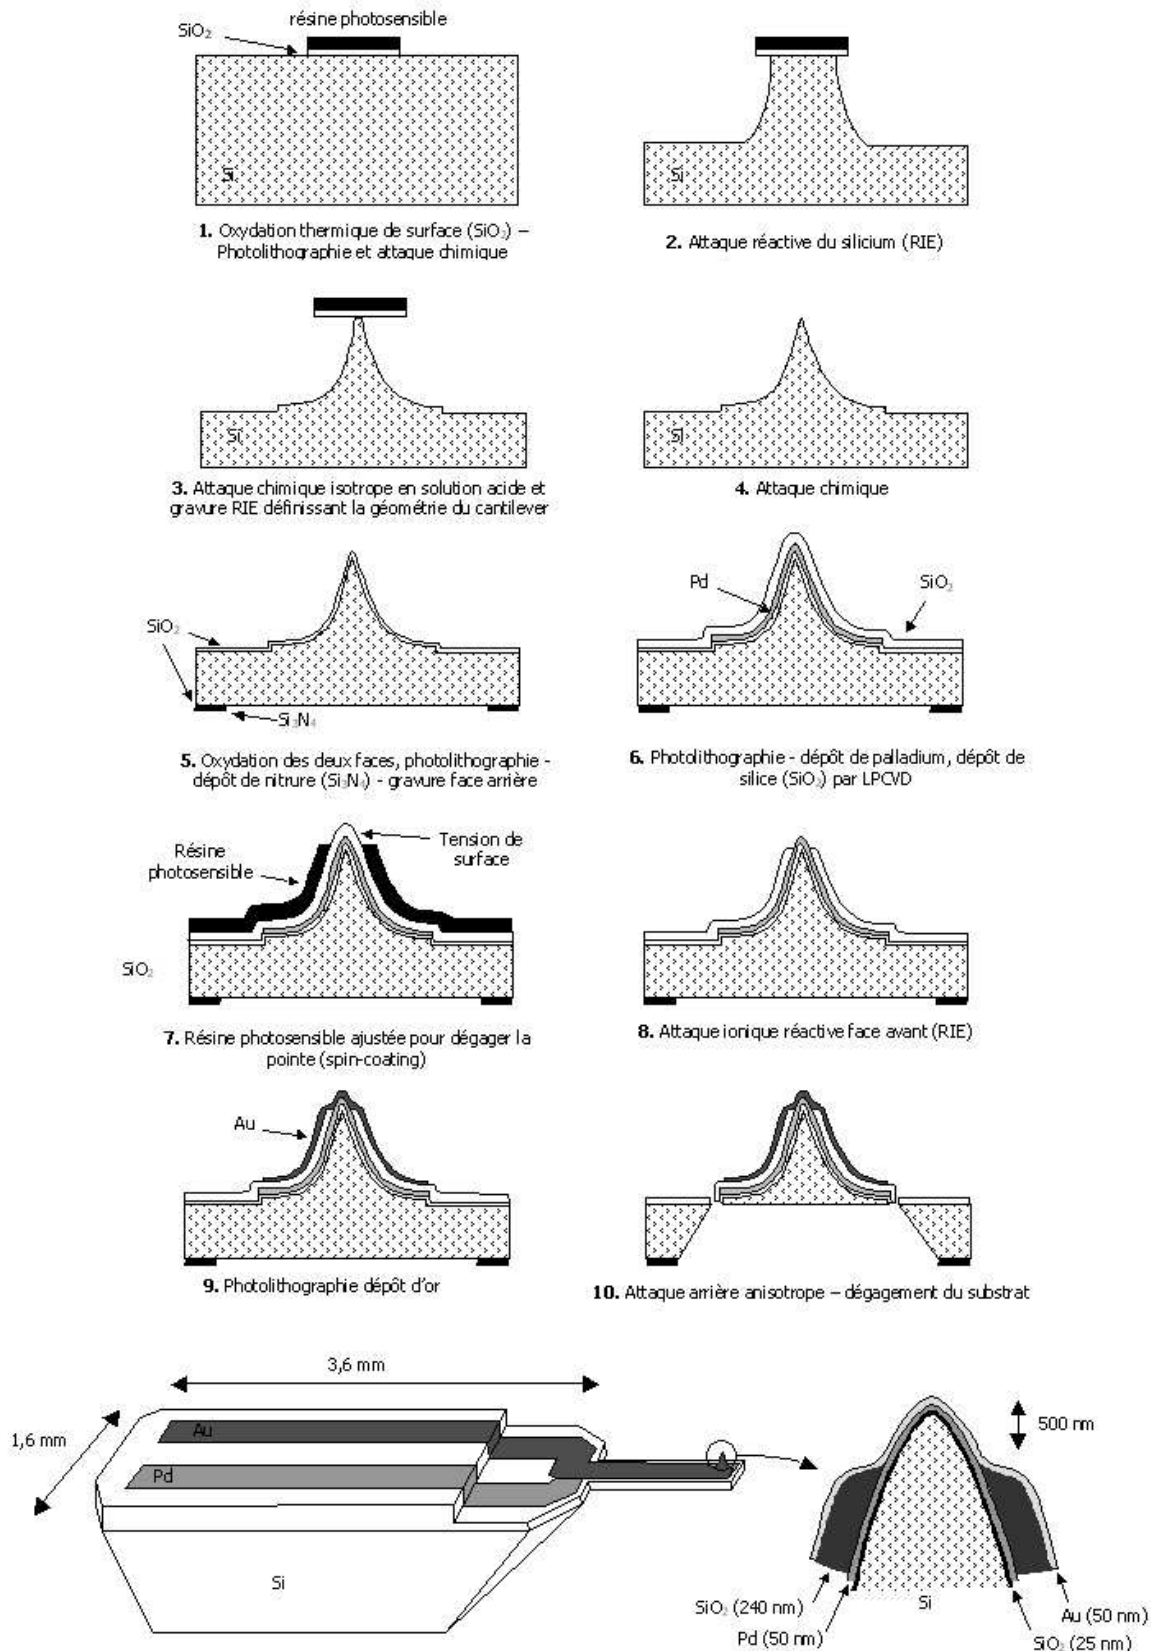 résine photosensible
SiO₂
Si
1. Oxydation thermique de surface (SiO₂) –
Photolithographie et attaque chimique
Si
2. Attaque réactive du silicium (RIE)
Si
3. Attaque chimique isotrope en solution acide et
gravure RIE définissant la géométrie du cantilever
Si
4. Attaque chimique
SiO₂
Si₃N₄
5. Oxydation des deux faces, photolithographie -
dépôt de nitrure (Si₃N₄) - gravure face arrière
Pd
SiO₂
6. Photolithographie - dépôt de palladium, dépôt de
silice (SiO₂) par LPCVD
Résine
photosensible
Tension de
surface
SiO₂
7. Résine photosensible ajustée pour dégager la
pointe (spin-coating)
8. Attaque ionique réactive face avant (RIE)
Au
9. Photolithographie dépôt d'or
10. Attaque arrière anisotrope – dégagement du substrat
3,6 mm
1,6 mm
Au
Pd
Si
500 nm
SiO₂ (240 nm)
Pd (50 nm)
Si
Au (50 nm)
SiO₂ (25 nm)